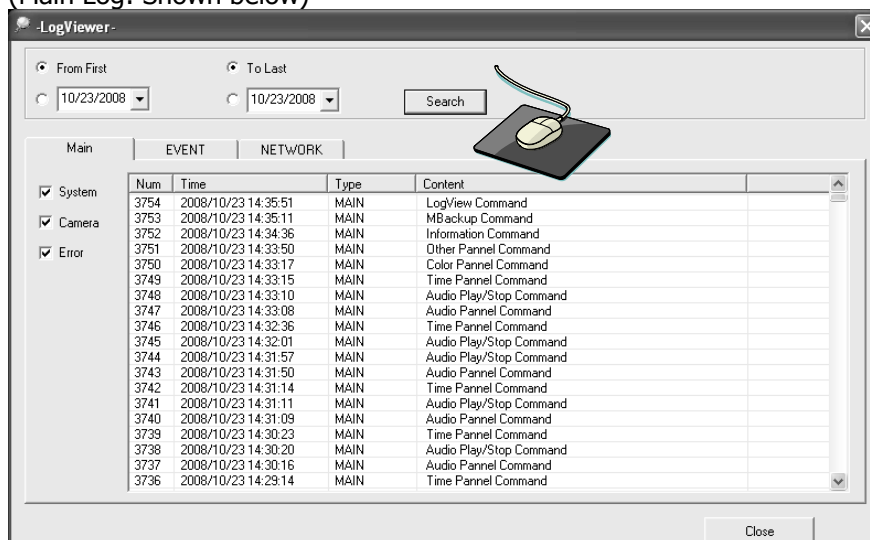 (Main Log: Shown below)
-LogViewer-
From First To Last
10/23/2008 10/23/2008 Search
Main EVENT NETWORK
System
Camera
Error
Num Time Type Content
3754 2008/10/23 14:35:51 MAIN LogView Command
3753 2008/10/23 14:35:11 MAIN MBackup Command
3752 2008/10/23 14:34:36 MAIN Information Command
3751 2008/10/23 14:33:50 MAIN Other Pannel Command
3750 2008/10/23 14:33:17 MAIN Color Pannel Command
3749 2008/10/23 14:33:15 MAIN Time Pannel Command
3748 2008/10/23 14:33:10 MAIN Audio Play/Stop Command
3747 2008/10/23 14:33:08 MAIN Audio Pannel Command
3746 2008/10/23 14:32:36 MAIN Time Pannel Command
3745 2008/10/23 14:32:01 MAIN Audio Play/Stop Command
3744 2008/10/23 14:31:57 MAIN Audio Play/Stop Command
3743 2008/10/23 14:31:50 MAIN Audio Pannel Command
3742 2008/10/23 14:31:14 MAIN Time Pannel Command
3741 2008/10/23 14:31:11 MAIN Audio Play/Stop Command
3740 2008/10/23 14:31:09 MAIN Audio Pannel Command
3739 2008/10/23 14:30:23 MAIN Time Pannel Command
3738 2008/10/23 14:30:20 MAIN Audio Play/Stop Command
3737 2008/10/23 14:30:16 MAIN Audio Pannel Command
3736 2008/10/23 14:29:14 MAIN Time Pannel Command
Close